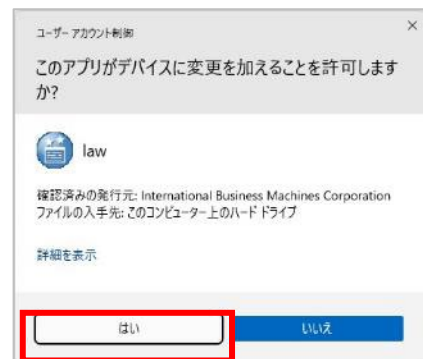 ユーザー アカウント制御
×
このアプリがデバイスに変更を加えることを許可します
か?
law
確認済みの発行元: International Business Machines Corporation
ファイルの入手先: このコンピューター上のハード ドライブ
詳細を表示
はい
いいえ